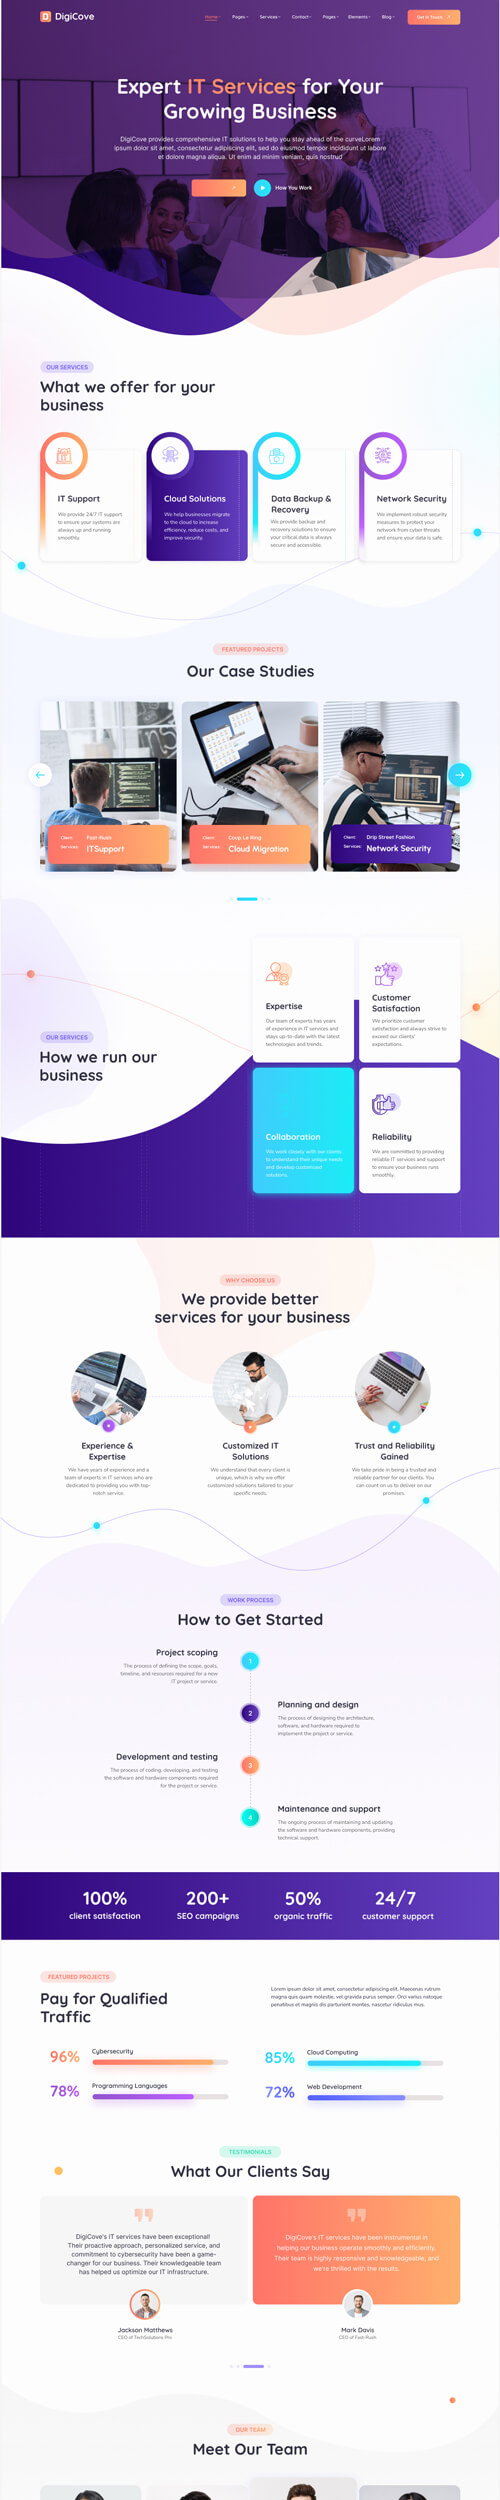 DigiCove
Home Pages Services Contact Pages Elements Blog Get in Touch
Expert IT Services for Your
Growing Business
DigiCove provides comprehensive IT solutions to help you stay ahead of the curveLorem
ipsum dolor sit amet, consectetur adipiscing elit, sed do eiusmod tempor incididunt ut labore
et dolore magna aliqua. Ut enim ad minim veniam, quis nostrud
How You Work
OUR SERVICES
What we offer for your
business
IT Support
We provide 24/7 IT support
to ensure your systems are
always up and running
smoothly.
Cloud Solutions
We help businesses migrate
to the cloud to increase
efficiency, reduce costs, and
improve security.
Data Backup &
Recovery
We provide backup and
recovery solutions to ensure
your critical data is always
secure and accessible.
Network Security
We implement robust security
measures to protect your
network from cyber threats
and ensure your data is safe.
FEATURED PROJECTS
Our Case Studies
Client: Fast Rush
Services: ITSupport
Client: Coop La Ring
Services: Cloud Migration
Client: Drip Street Fashion
Services: Network Security
OUR SERVICES
How we run our
business
Expertise
Our team of experts has years
of experience in IT services and
stays up-to-date with the latest
technologies and trends.
Customer
Satisfaction
We prioritize customer
satisfaction and always strive to
exceed our clients'
expectations.
Collaboration
We work closely with our clients
to understand their unique needs
and develop customized
solutions.
Reliability
We are committed to providing
reliable IT services and support
to ensure your business runs
smoothly.
WHY CHOOSE US
We provide better
services for your business
Experience &
Expertise
We have years of experience and a
team of experts in IT services who are
dedicated to providing you with top-
notch service.
Customized IT
Solutions
We understand that every client is
unique, which is why we offer
customized solutions tailored to your
specific needs.
Trust and Reliability
Gained
We take pride in being a trusted and
reliable partner for our clients. You
can count on us to deliver on our
promises.
WORK PROCESS
How to Get Started
Project scoping
The process of defining the scope, goals,
timeline, and resources required for a new
IT project or service.
1
2
Planning and design
The process of designing the architecture,
software, and hardware required to
implement the project or service.
Development and testing
The process of coding, developing, and testing
the software and hardware components required
for the project or service.
3
4
Maintenance and support
The ongoing process of maintaining and updating
the software and hardware components, providing
technical support.
100%
client satisfaction
200+
SEO campaigns
50%
organic traffic
24/7
customer support
FEATURED PROJECTS
Pay for Qualified
Traffic
Lorem ipsum dolor sit amet, consectetur adipiscing elit. Maecenas rutrum
magna quis quam molestie, vel gravida purus semper. Orci varius natoque
penatibus et magnis dis parturient montes, nascetur ridiculus mus.
96% Cybersecurity
85% Cloud Computing
78% Programming Languages
72% Web Development
TESTIMONIALS
What Our Clients Say
DigiCove's IT services have been exceptional!
Their proactive approach, personalized service, and
commitment to cybersecurity have been a game-
changer for our business. Their knowledgeable team
has helped us optimize our IT infrastructure.
Jackson Matthews
CEO of TechSolutions Pro
DigiCove's IT services have been instrumental in
helping our business operate smoothly and efficiently.
Their team is highly responsive and knowledgeable, and
we're thrilled with the results.
Mark Davis
CEO of Fast Rush
OUR TEAM
Meet Our Team